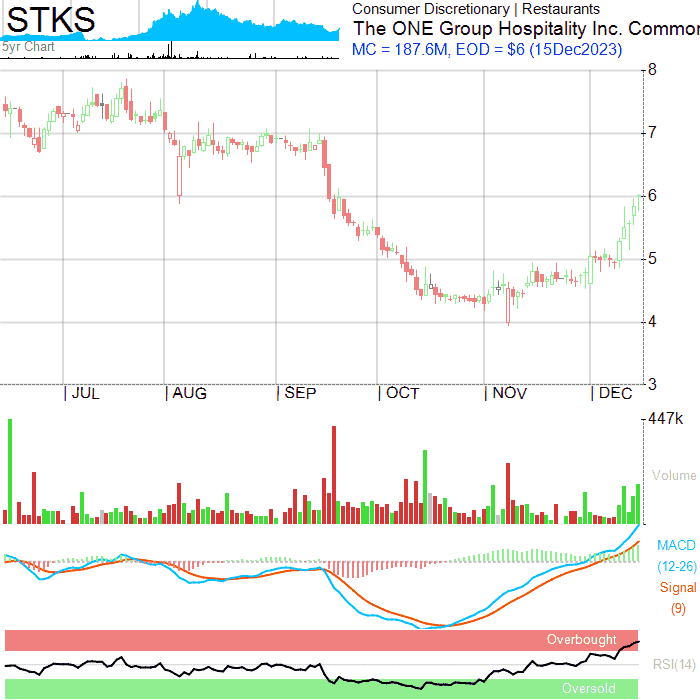 STKS
5yr Chart
Consumer Discretionary | Restaurants
The ONE Group Hospitality Inc. Common
MC = 187.6M, EOD = $6 (15Dec2023)
8
7
6
5
4
3
JUL AUG SEP OCT NOV DEC
447k
Volume
MACD
(12-26)
Signal
(9)
Overbought
RSI(14)
Oversold